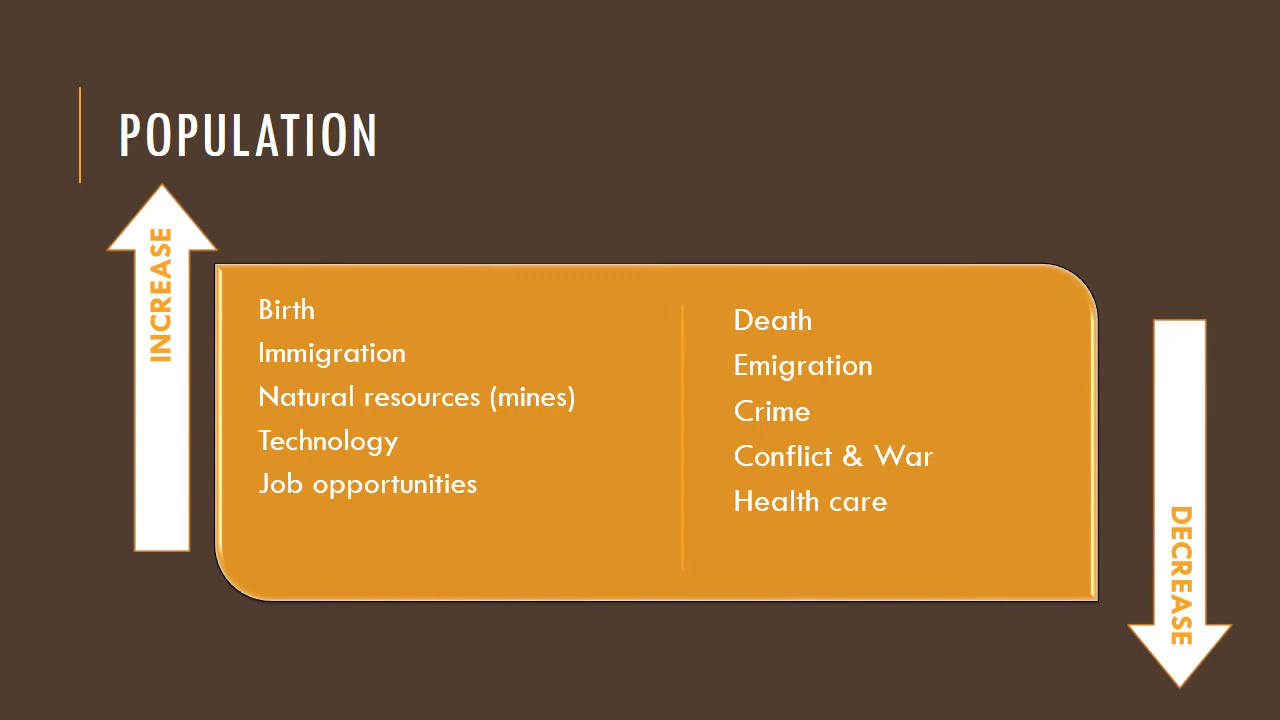 POPULATION
INCREASE
Birth
Immigration
Natural resources (mines)
Technology
Job opportunities
Death
Emigration
Crime
Conflict & War
Health care
DECREASE